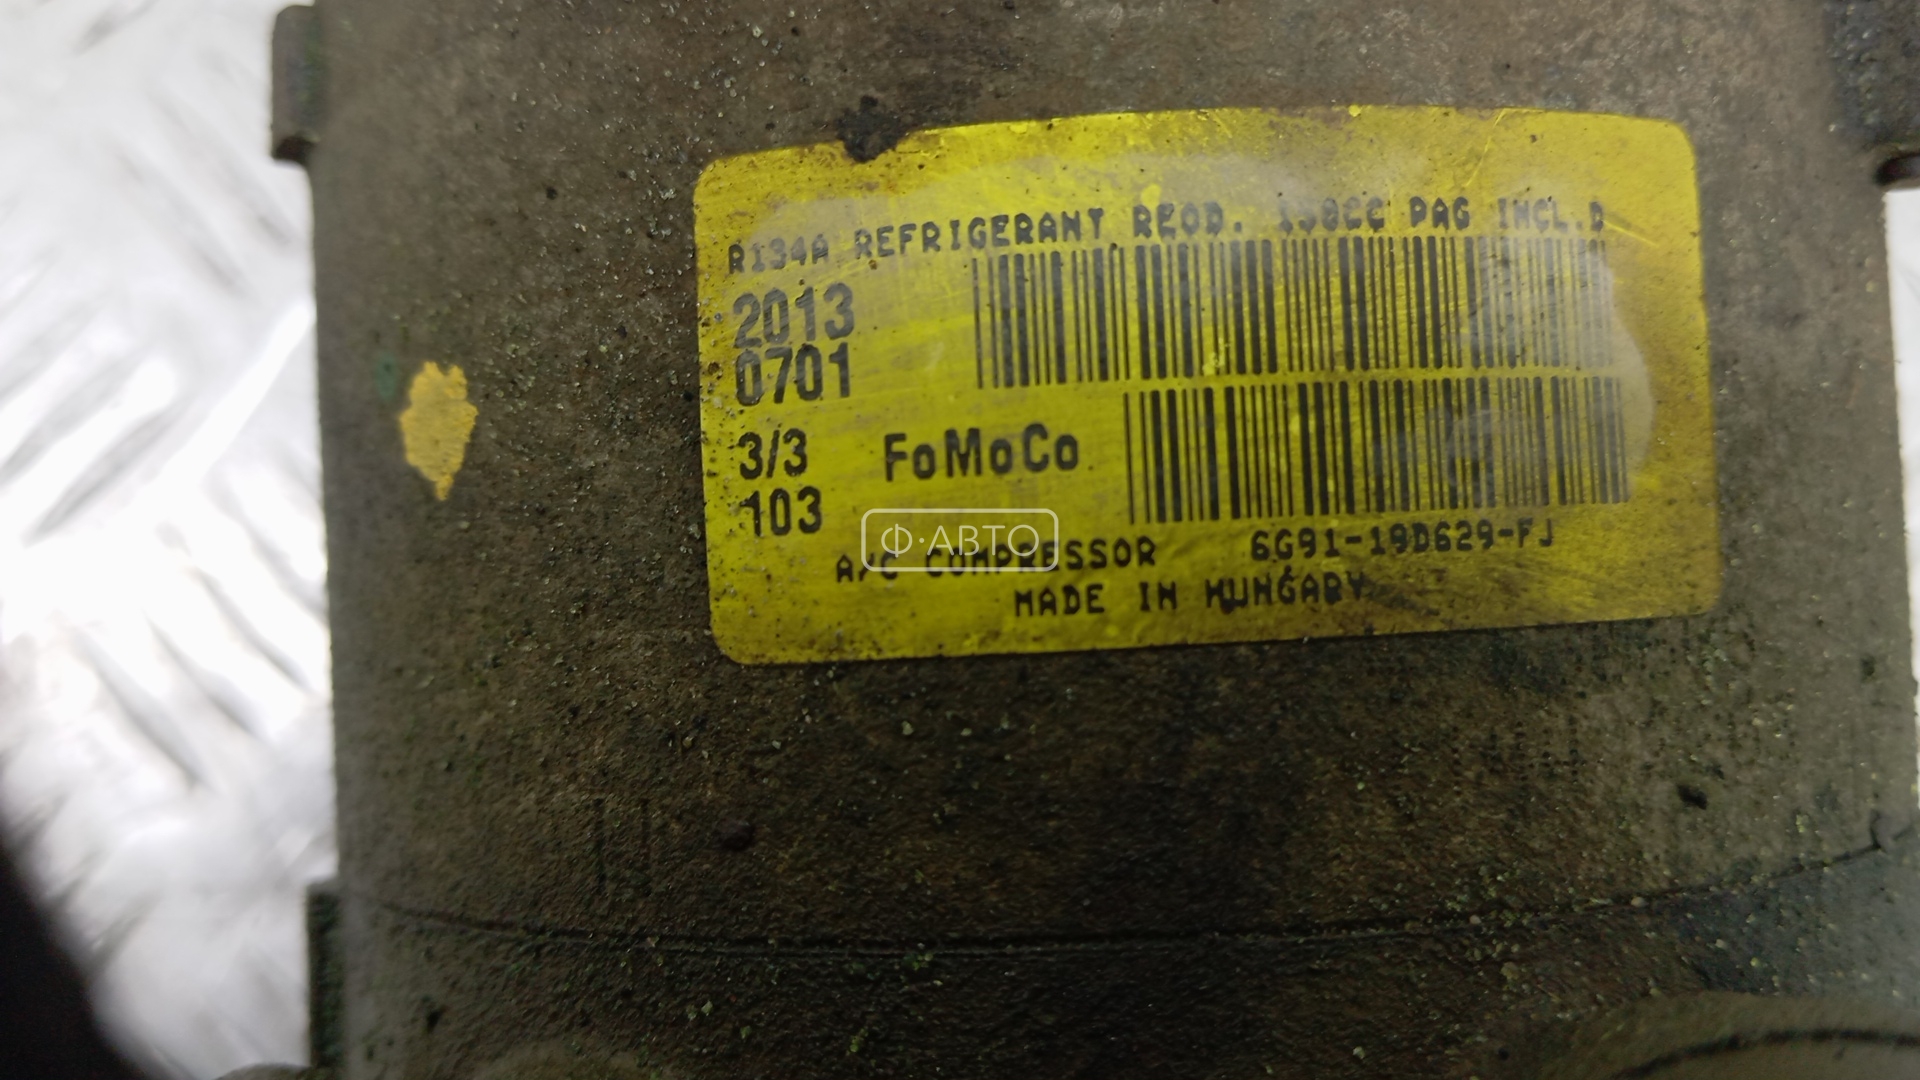 R134A REFRIGERANT REQD. 150CC PAG INCL.D
2013
0701
3/3
FoMoCo
103
Ф·АВТО
A/C COMPRESSOR 6G91-19D629-FJ
MADE IN HUNGARY